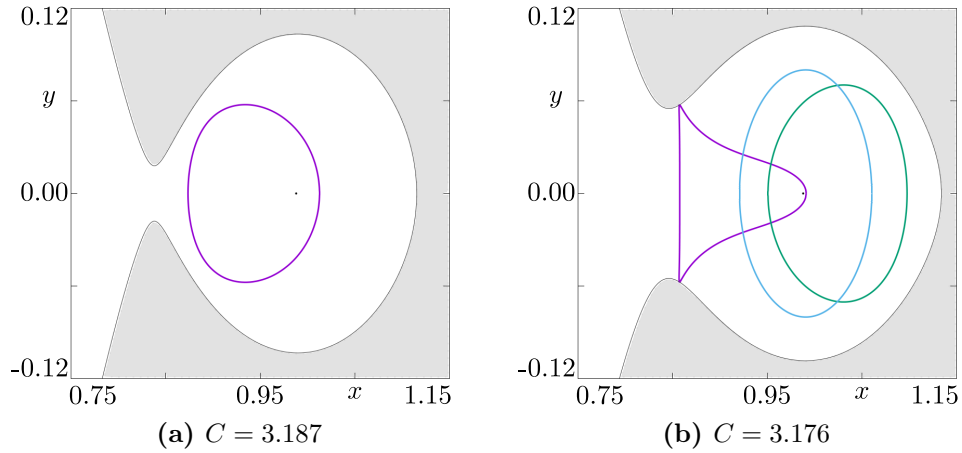 0.12
y
0.00
-0.12
0.75 0.95 x 1.15
(a) C = 3.187
0.12
y
0.00
-0.12
0.75 0.95 x 1.15
(b) C = 3.176